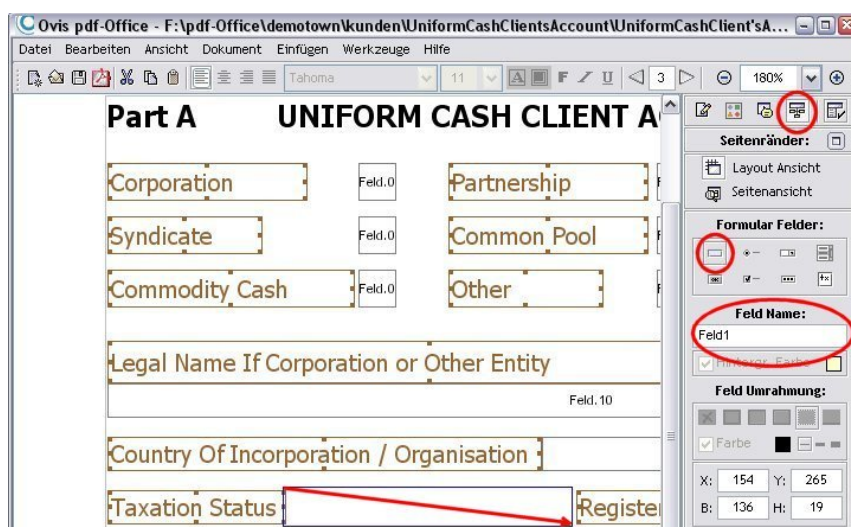 Ovis pdf-Office - F:\pdf-Office\demotown\kunden\UniformCashClientsAccount\UniformCashClient'sA...
Datei Bearbeiten Ansicht Dokument Einfügen Werkzeuge Hilfe
Tahoma 11 F U 3 180%
Part A UNIFORM CASH CLIENT A
Seitenränder:
Corporation Feld.0 Partnership
Layout Ansicht
Seitenansicht
Syndicate Feld.0 Common Pool
Formular Felder:
Commodity Cash Feld.0 Other
Feld Name:
Feld1
Hintergr. Farbe
Legal Name If Corporation or Other Entity
Feld Umrahmung:
Feld.10
Farbe
Country Of Incorporation / Organisation
X: 154 Y: 265
Taxation Status Register
B: 136 H: 19